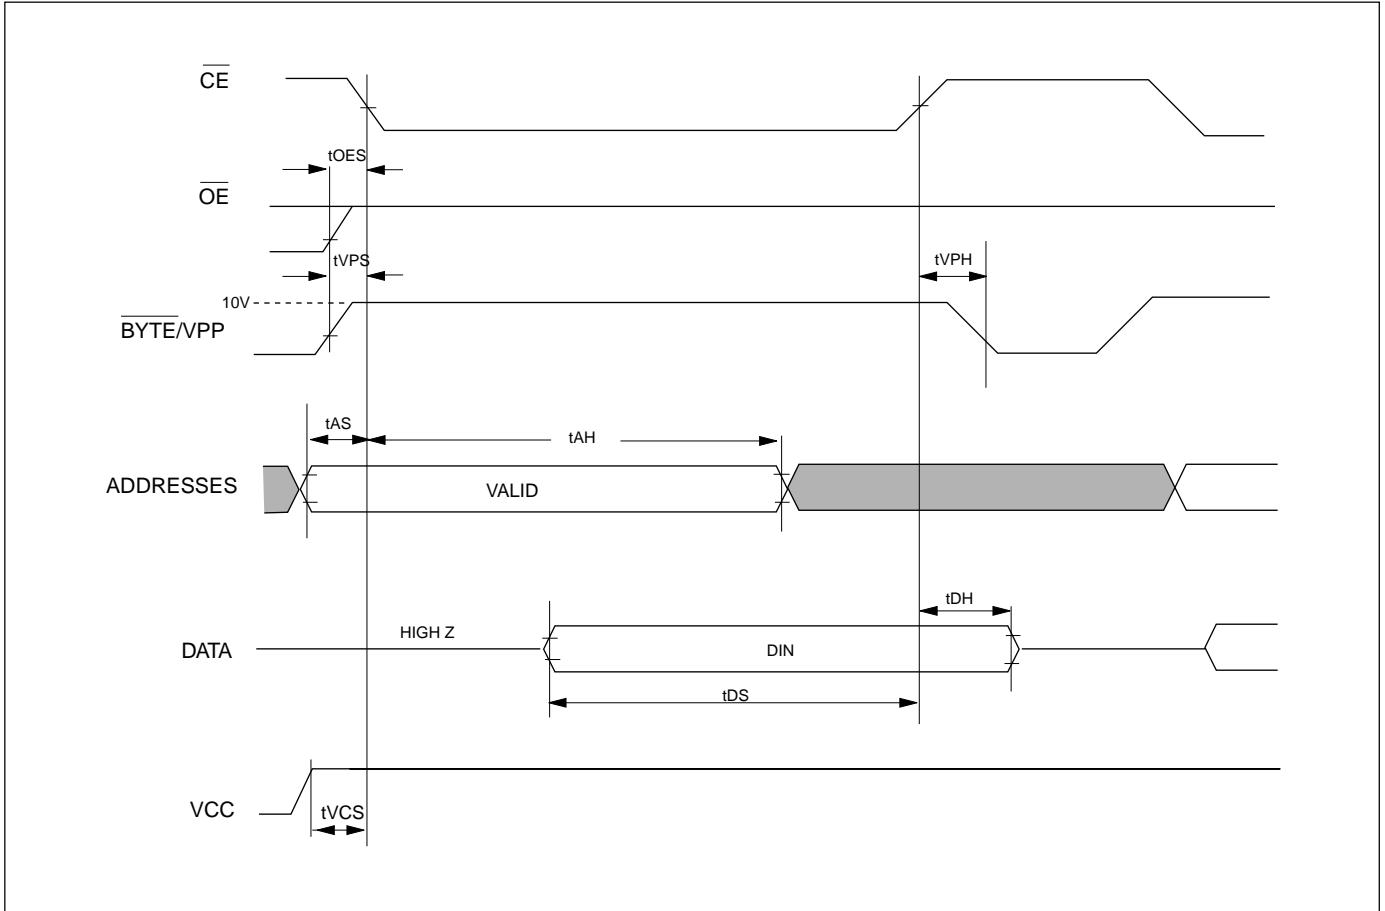 CE
tOES
OE
tVPS
tVPH
10V
BYTE/VPP
tAS
tAH
ADDRESSES
VALID
tDH
HIGH Z
DATA
DIN
tDS
VCC
tVCS